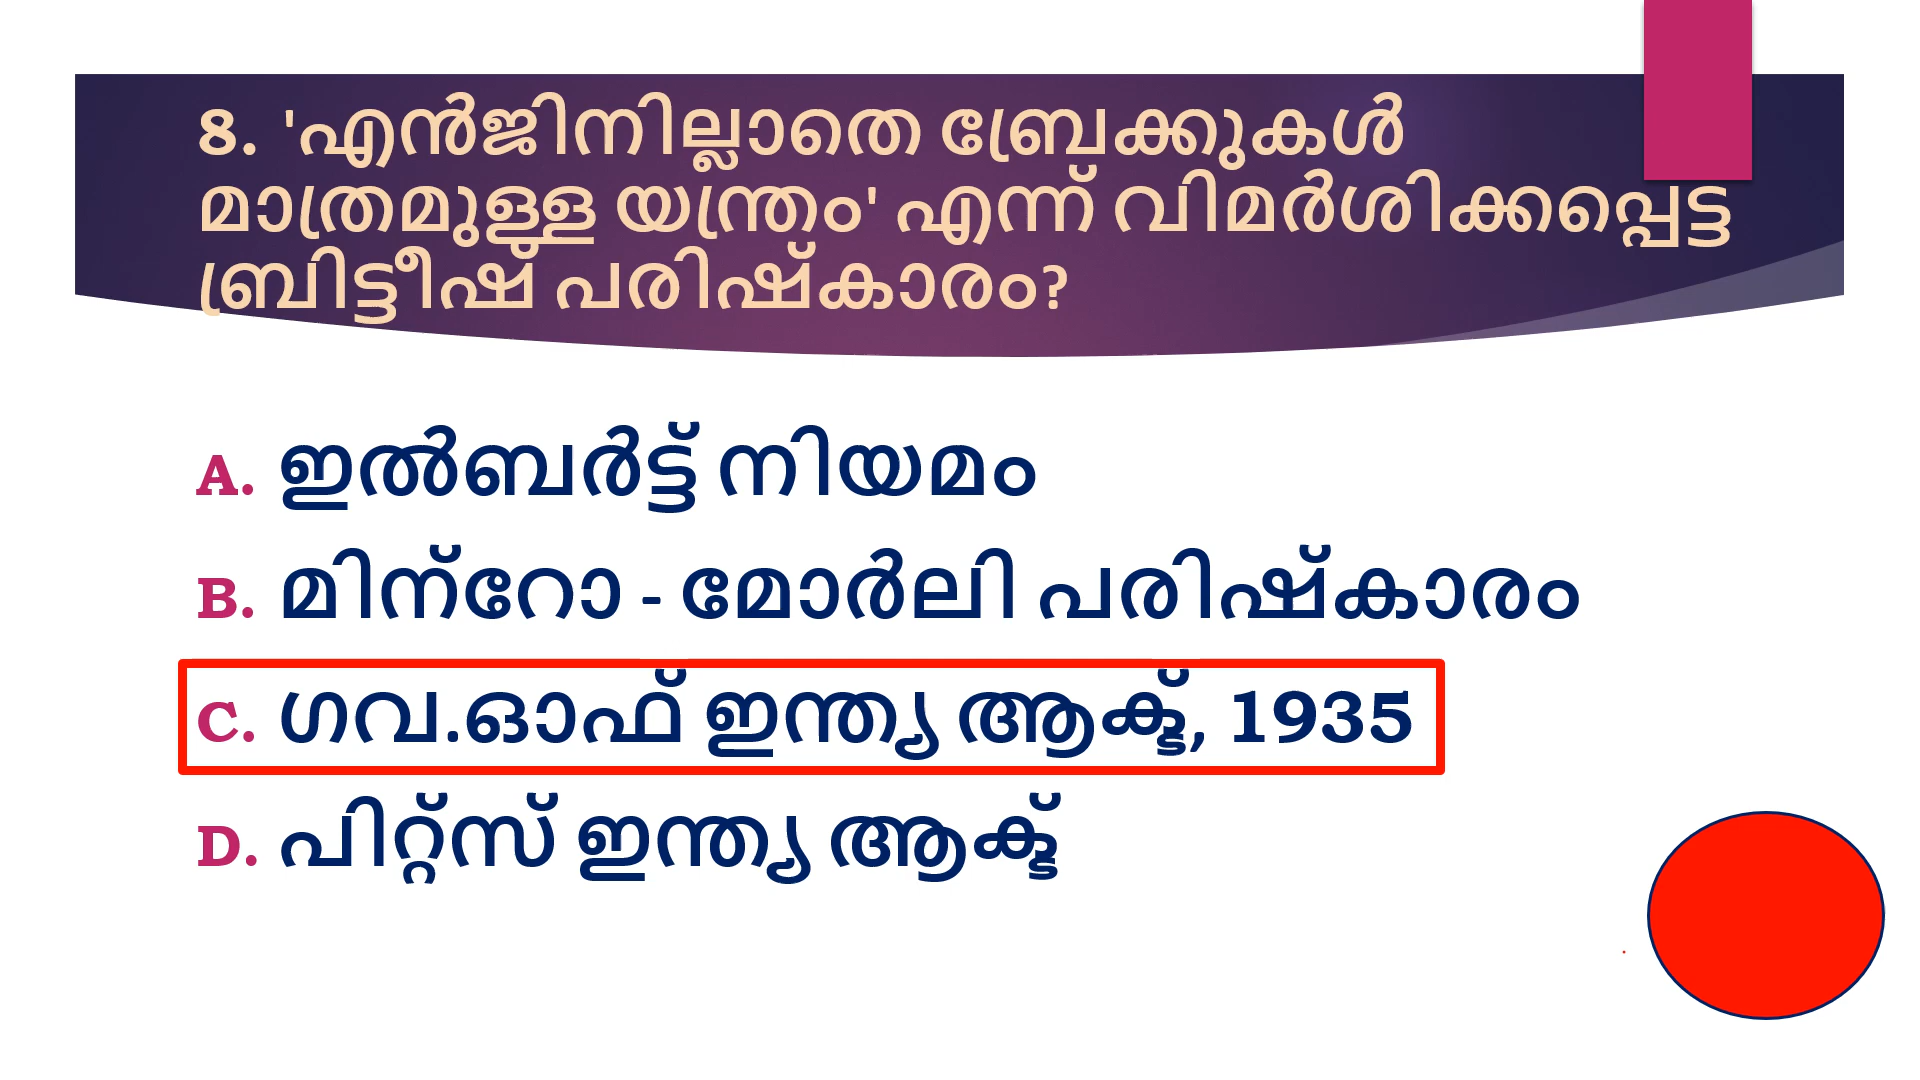 8. 'എൻജിനില്ലാതെ ബ്രേക്കുകൾ
മാത്രമുള്ള യന്ത്രം' എന്ന് വിമർശിക്കപ്പെട്ട
ബ്രിട്ടീഷ് പരിഷ്കാരം?
A. ഇൽബർട്ട് നിയമം
B. മിന്റോ - മോർലി പരിഷ്കാരം
C. ഗവ.ഓഫ് ഇന്ത്യ ആക്ട്, 1935
D. പിറ്റ്സ് ഇന്ത്യ ആക്ട്